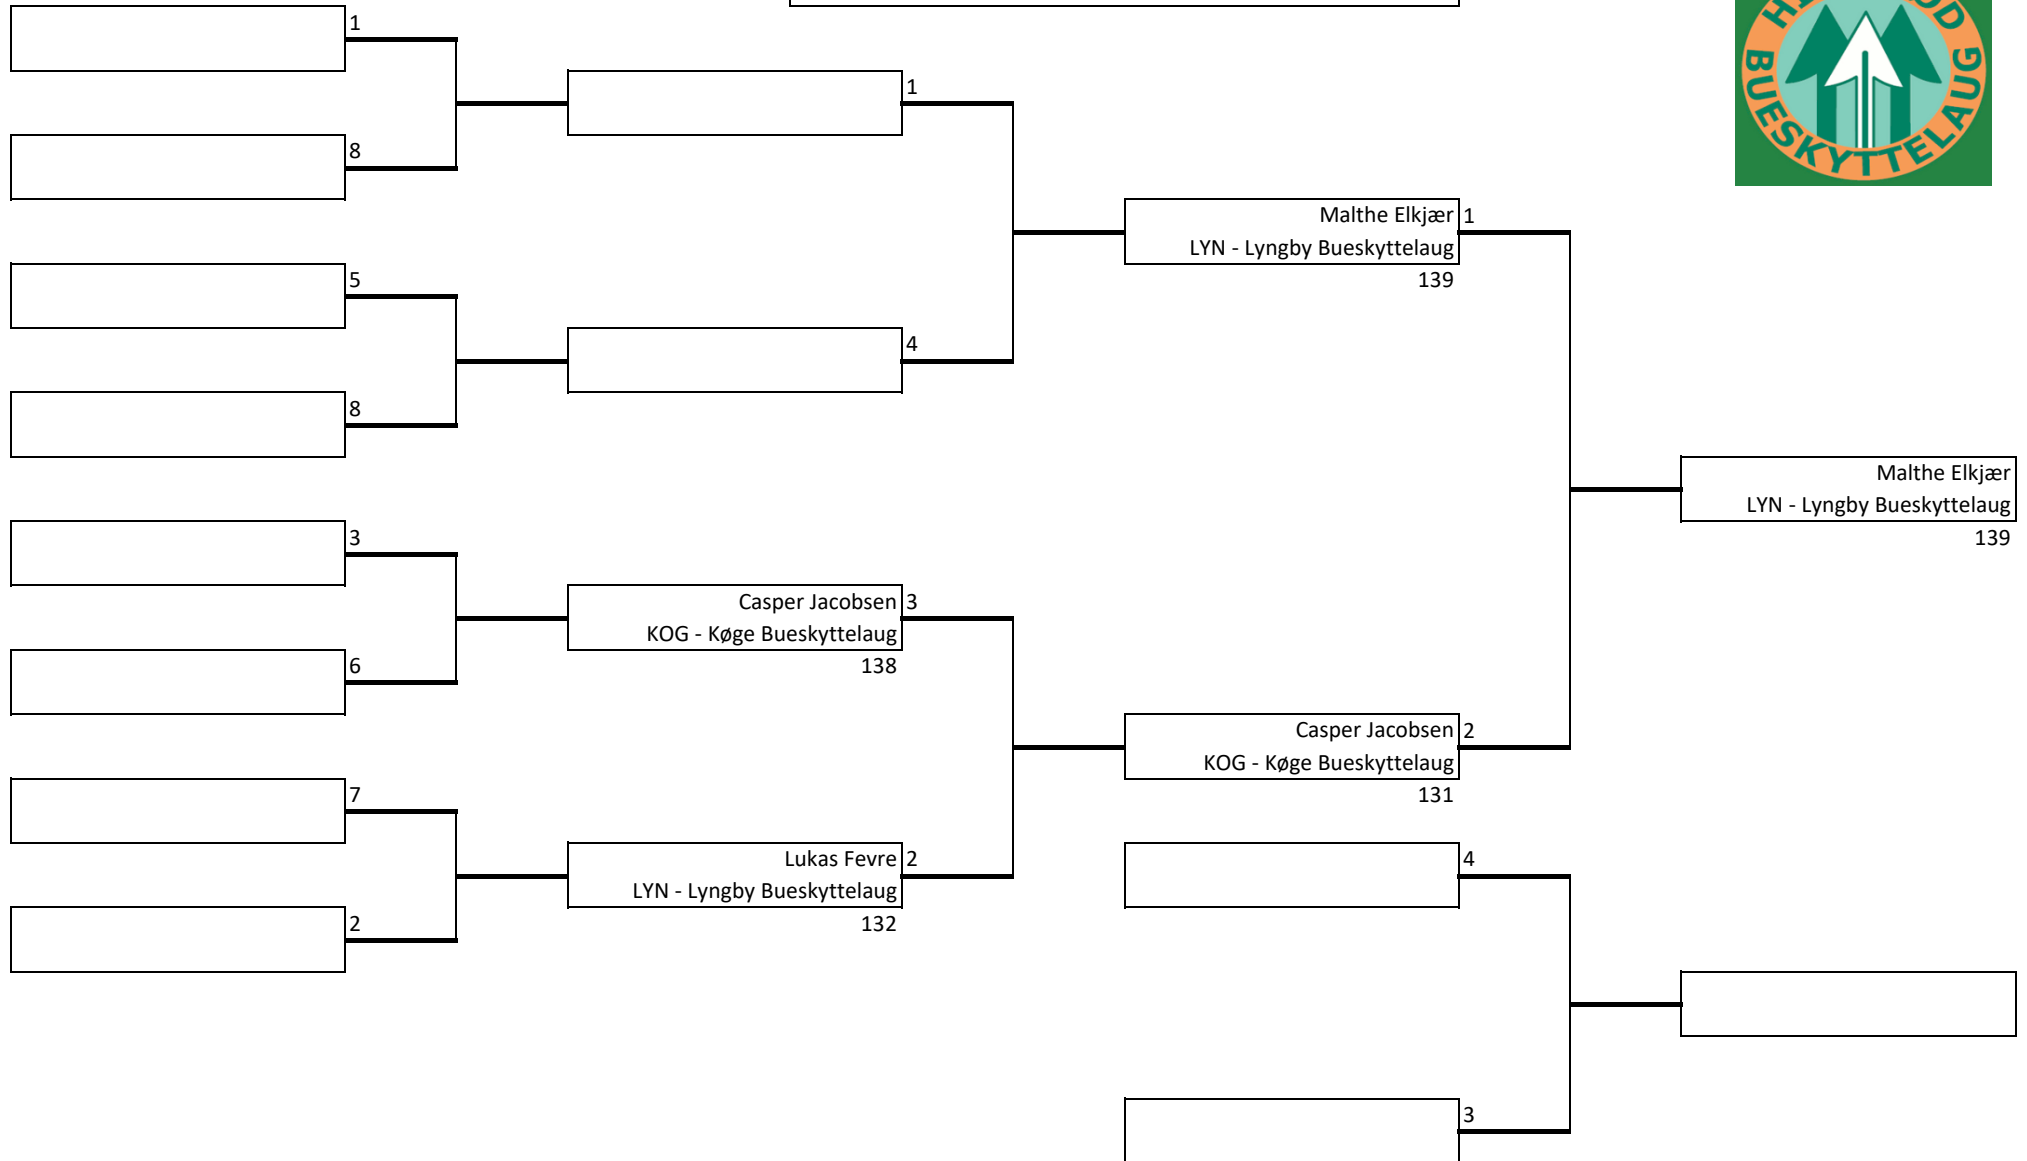 1
8
5
8
3
6
7
2
1
4
Casper Jacobsen 3
KOG - Køge Bueskyttelaug
138
Lukas Fevre 2
LYN - Lyngby Bueskyttelaug
132
Malthe Elkjær 1
LYN - Lyngby Bueskyttelaug
139
Casper Jacobsen 2
KOG - Køge Bueskyttelaug
131
4
3
Malthe Elkjær
LYN - Lyngby Bueskyttelaug
139
BUESKYTTELAUG